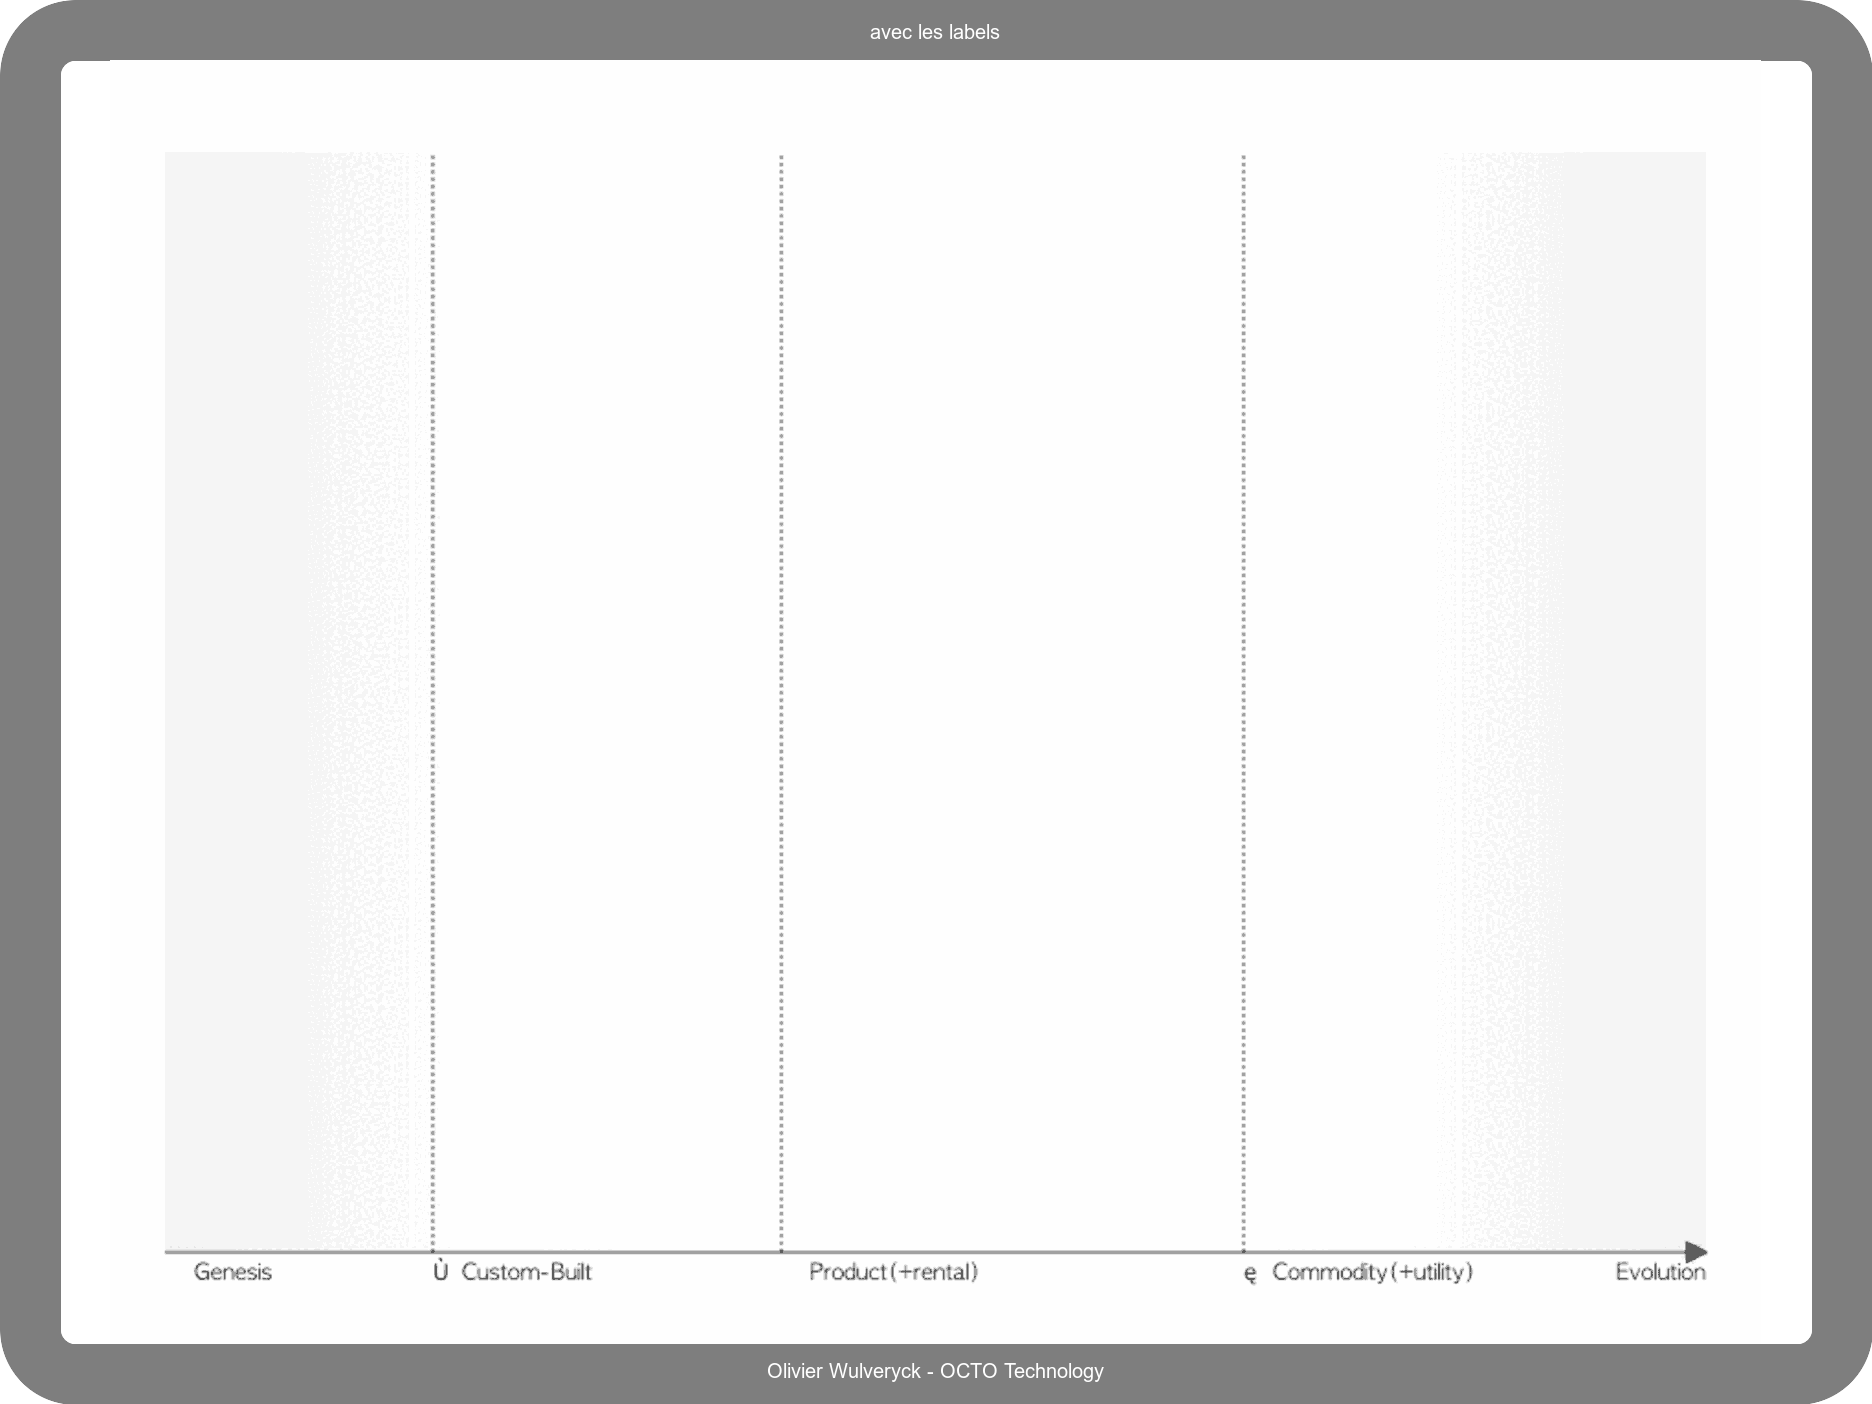 avec les labels
Genesis Ù Custom-Built Product(+rental) ę Commodity(+utility) Evolution
Olivier Wulveryck - OCTO Technology